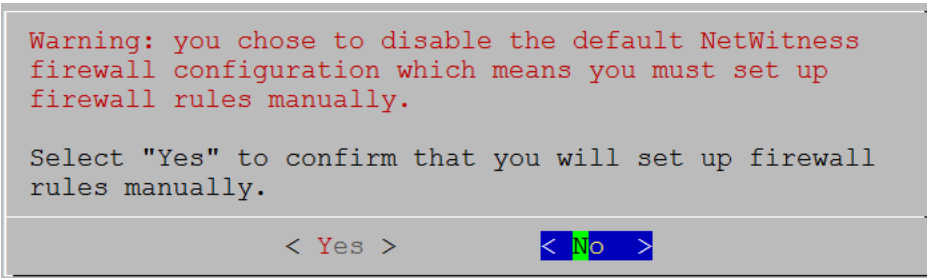 Warning: you chose to disable the default NetWitness
firewall configuration which means you must set up
firewall rules manually.
Select "Yes" to confirm that you will set up firewall
rules manually.
< Yes > < No >